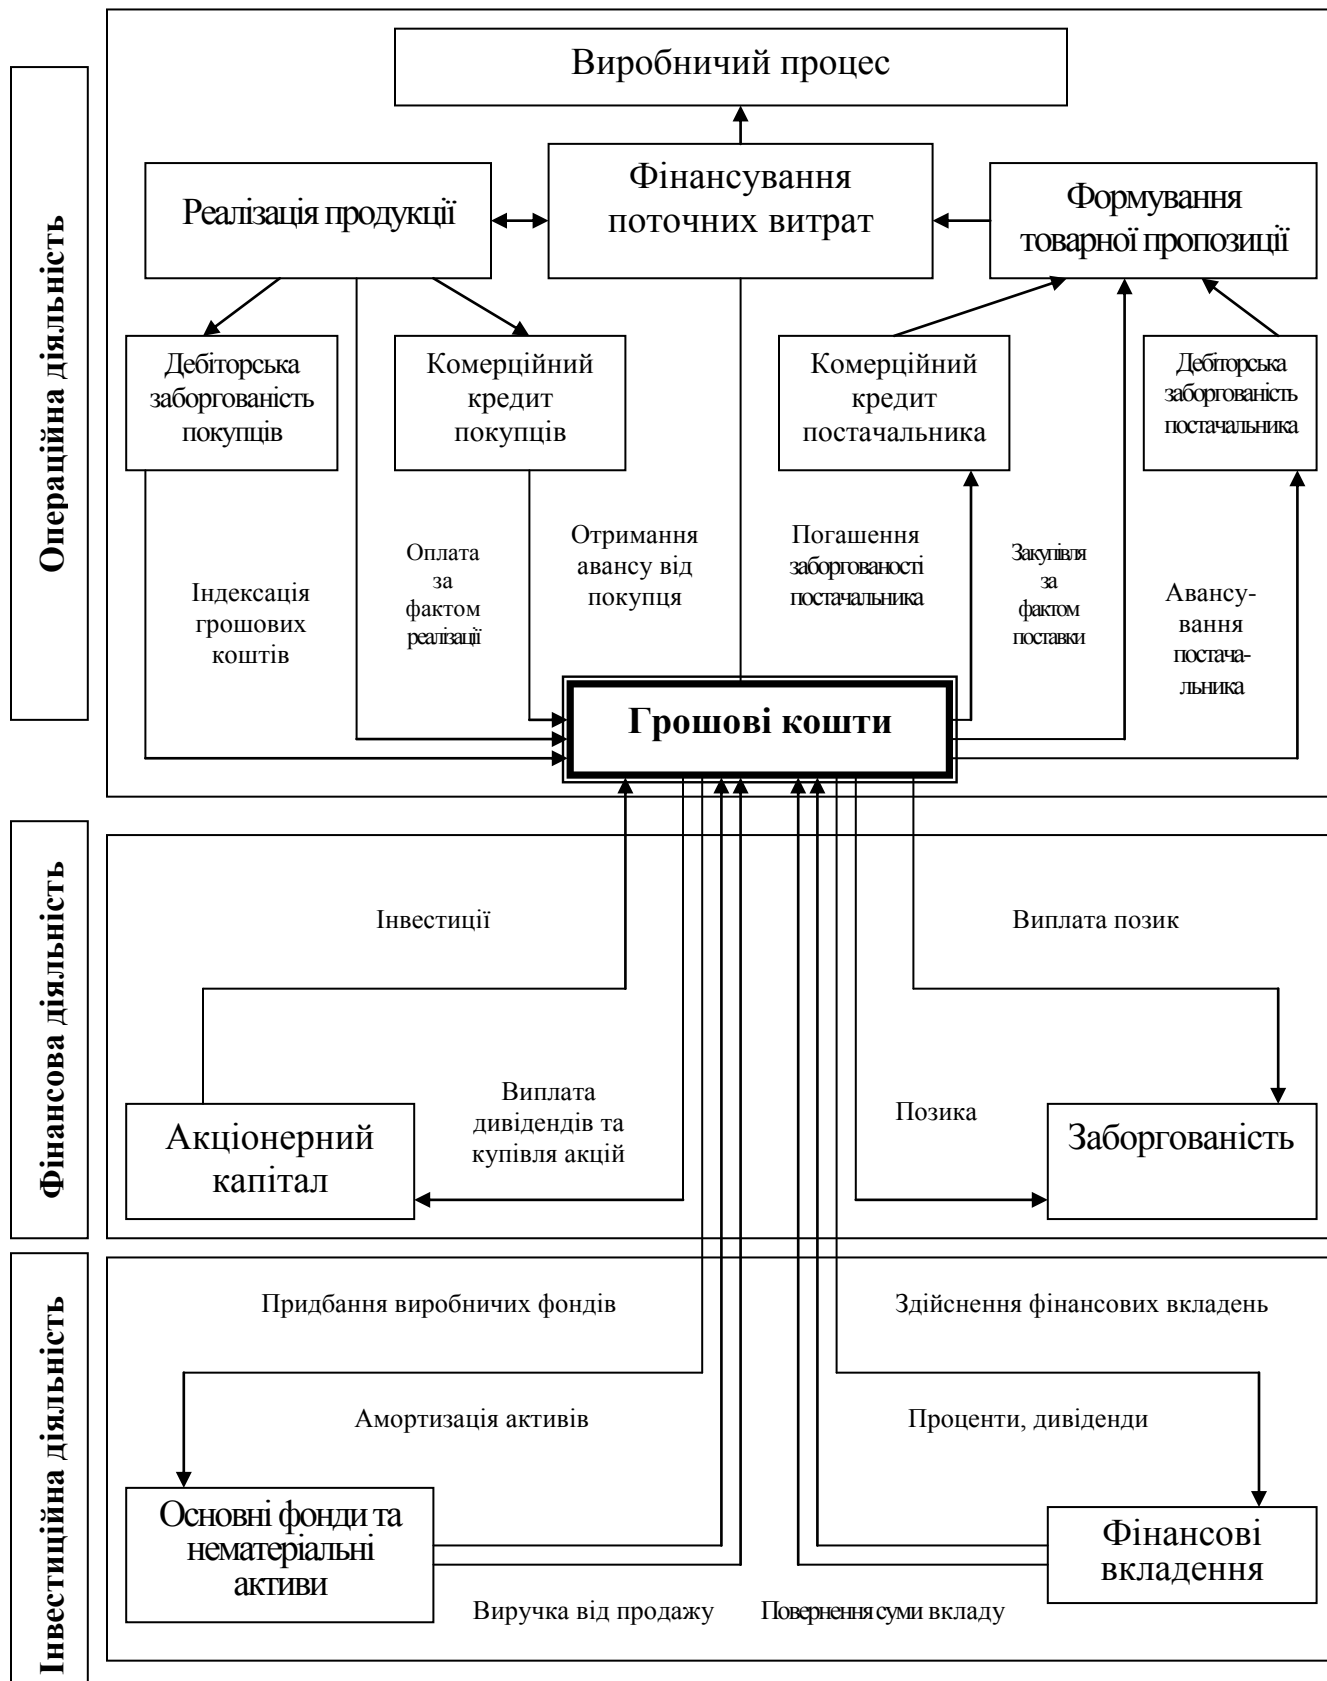 Операційна діяльність
Виробничий процес
Реалізація продукції
Фінансування
поточних витрат
Формування
товарної пропозиції
Дебіторська
заборгованість
покупців
Комерційний
кредит
покупців
Комерційний
кредит
постачальника
Дебіторська
заборгованість
постачальника
Індексація
грошових
коштів
Оплата
за
фактом
реалізації
Отримання
авансу від
покупця
Погашення
заборгованості
постачальника
Закупівля
за
фактом
поставки
Авансу-
вання
постача-
льника
Грошові кошти
Фінансова діяльність
Інвестиції
Виплата позик
Акціонерний
капітал
Виплата
дивідендів та
купівля акцій
Позика
Заборгованість
Інвестиційна діяльність
Придбання виробничих фондів
Здійснення фінансових вкладень
Амортизація активів
Проценти, дивіденди
Основні фонди та
нематеріальні
активи
Фінансові
вкладення
Виручка від продажу
Повернення суми вкладу